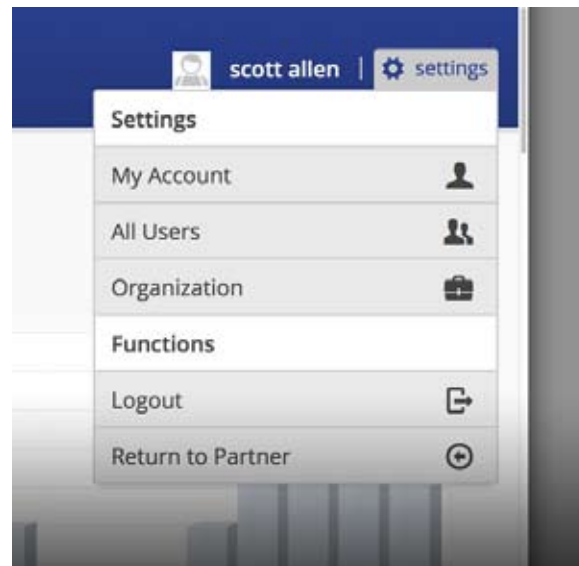 scott allen | settings
Settings
My Account
All Users
Organization
Functions
Logout
Return to Partner